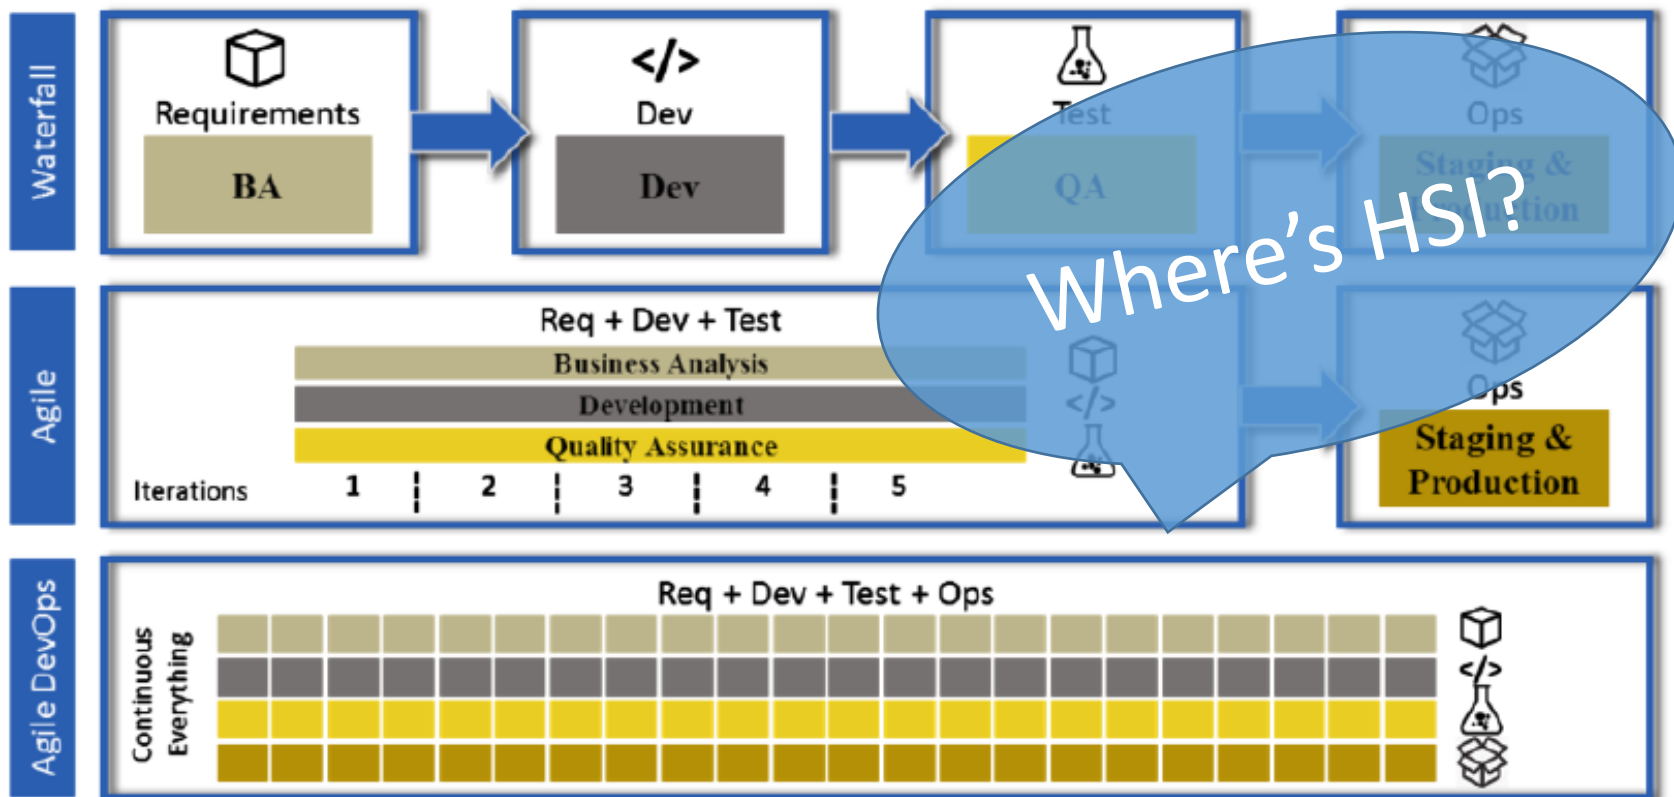 Waterfall
Requirements
BA
</>
Dev
Dev
Test
QA
Ops
Staging &
Production
Where's HSI?
Agile
Req + Dev + Test
Business Analysis
Development
Quality Assurance
Iterations 1 2 3 4 5
</>
Ops
Staging &
Production
Agile DevOps
Continuous
Everything
Req + Dev + Test + Ops
</>